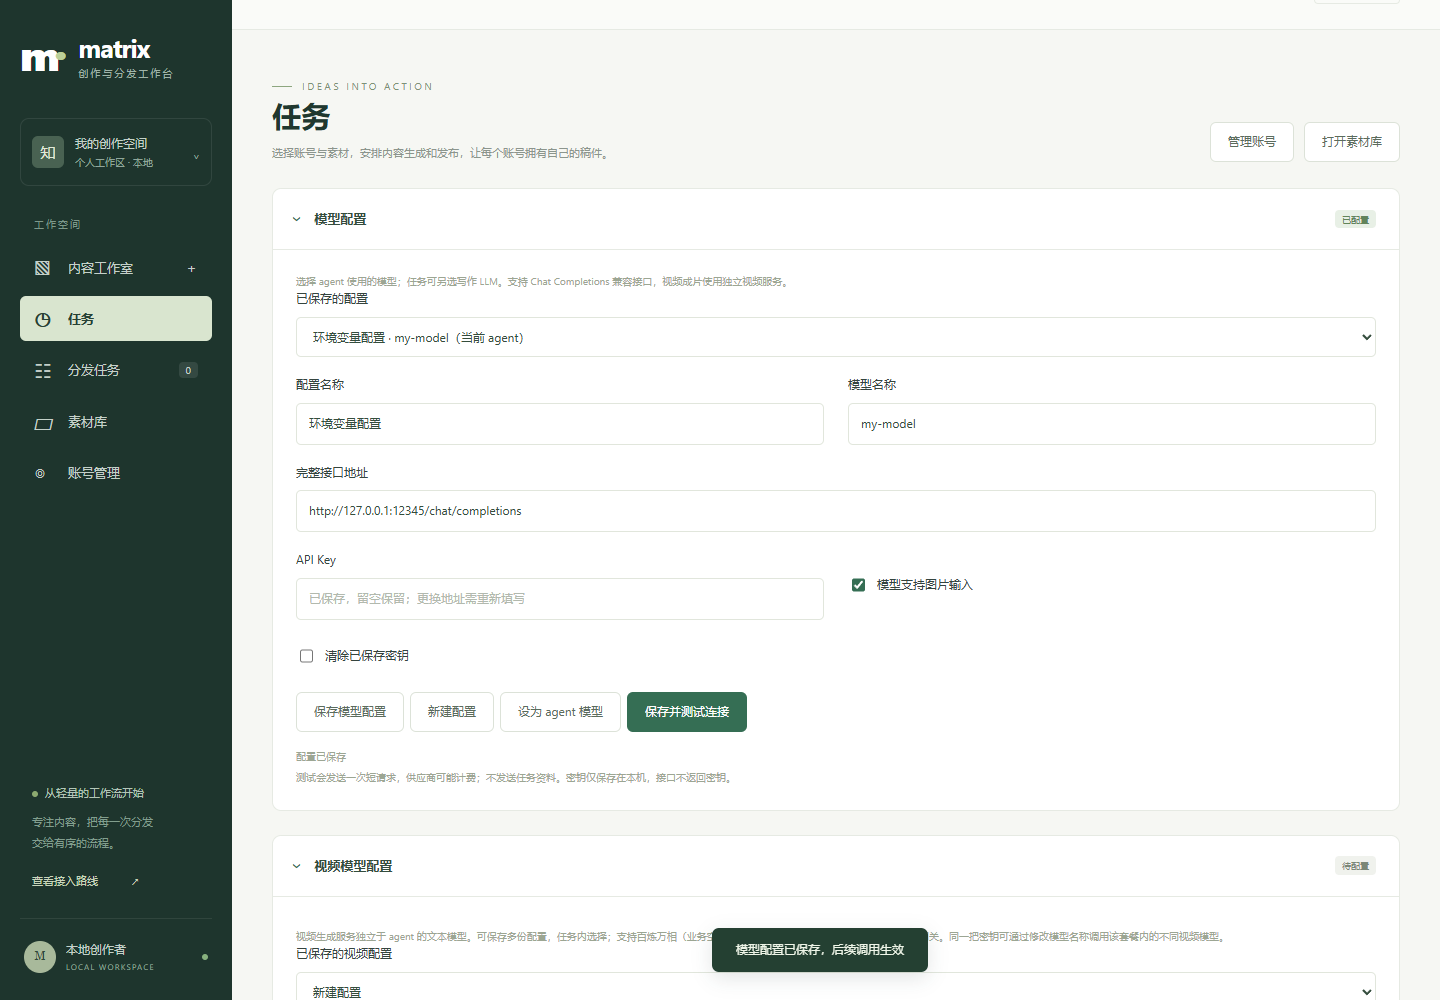 matrix
创作与分发工作台
知
我的创作空间
个人工作区 · 本地
工作空间
内容工作室
+
任务
分发任务
0
素材库
账号管理
从轻量的工作流开始
专注内容，把每一次分发
交给有序的流程。
查看接入路线 ↗
M
本地创作者
LOCAL WORKSPACE
IDEAS INTO ACTION
任务
选择账号与素材，安排内容生成和发布，让每个账号拥有自己的稿件。
管理账号
打开素材库
模型配置
已配置
选择 agent 使用的模型；任务可另选写作 LLM。支持 Chat Completions 兼容接口，视频成片使用独立视频服务。
已保存的配置
环境变量配置 · my-model（当前 agent）
配置名称
模型名称
环境变量配置
my-model
完整接口地址
http://127.0.0.1:12345/chat/completions
API Key
已保存，留空保留；更换地址需重新填写
模型支持图片输入
清除已保存密钥
保存模型配置
新建配置
设为 agent 模型
保存并测试连接
配置已保存
测试会发送一次短请求，供应商可能计费；不发送任务资料。密钥仅保存在本机，接口不返回密钥。
视频模型配置
待配置
视频生成服务独立于 agent 的文本模型。可保存多份配置，任务内选择；支持百炼万相（业务空 关。同一把密钥可通过修改模型名称调用该套餐内的不同视频模型。
已保存的视频配置
模型配置已保存，后续调用生效
新建配置